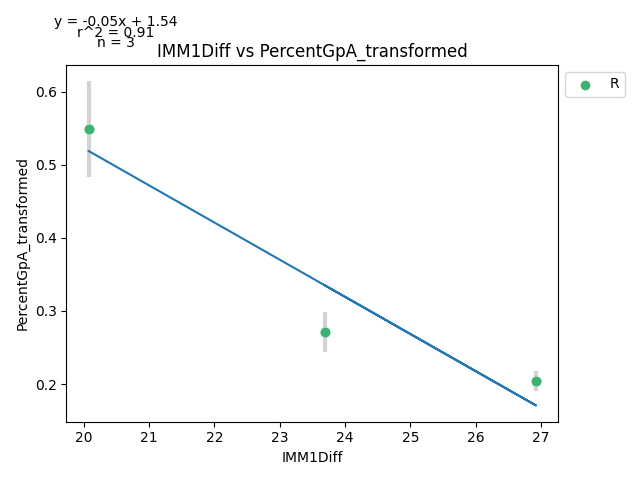 y = -0.05x + 1.54
r^2 = 0.91
n = 3
IMM1Diff vs PercentGpA_transformed
R
PercentGpA_transformed
0.6
0.5
0.4
0.3
0.2
20 21 22 23 24 25 26 27
IMM1Diff